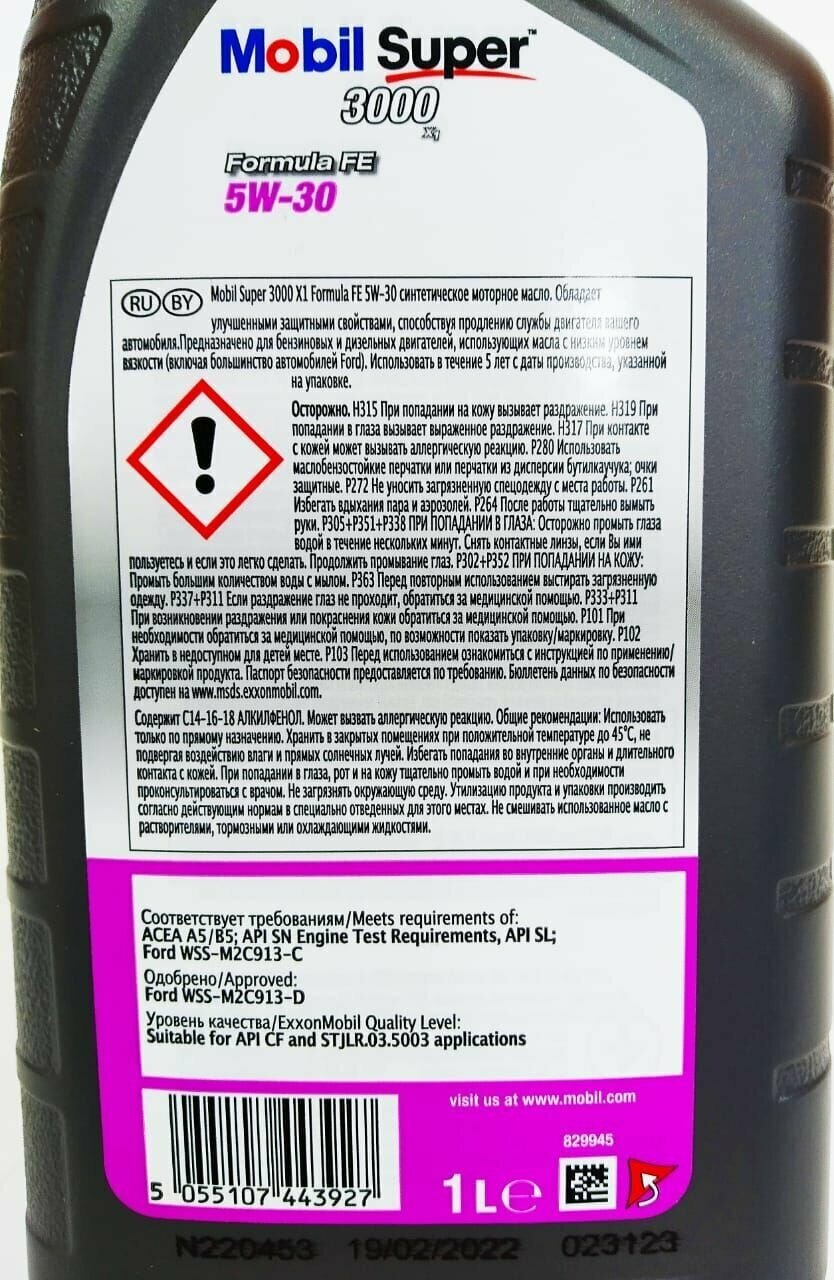 Mobil Super™
3000
X1
Formula FE
5W-30
RU BY Mobil Super 3000 X1 Formula FE 5W-30 синтетическое моторное масло. Обладает
улучшенными защитными свойствами, способствуя продлению службы двигателя вашего
автомобиля.Предназначено для бензиновых и дизельных двигателей, использующих масла с низким уровнем
вязкости (включая большинство автомобилей Ford). Использовать в течение 5 лет с даты производства, указанной
на упаковке.
Осторожно. H315 При попадании на кожу вызывает раздражение. H319 При
попадании в глаза вызывает выраженное раздражение. H317 При контакте
с кожей может вызывать аллергическую реакцию. P280 Использовать
маслобензостойкие перчатки или перчатки из дисперсии бутилкаучука; очки
защитные. P272 Не уносить загрязненную спецодежду с места работы. P261
Избегать вдыхания пара и аэрозолей. P264 После работы тщательно вымыть
руки. P305+P351+P338 ПРИ ПОПАДАНИИ В ГЛАЗА: Осторожно промыть глаза
водой в течение нескольких минут. Снять контактные линзы, если Вы ими
пользуетесь и если это легко сделать. Продолжить промывание глаз. P302+P352 ПРИ ПОПАДАНИИ НА КОЖУ:
Промыть большим количеством воды с мылом. P363 Перед повторным использованием выстирать загрязненную
одежду. P337+P311 Если раздражение глаз не проходит, обратиться за медицинской помощью. P333+P311
При возникновении раздражения или покраснения кожи обратиться за медицинской помощью. P101 При
необходимости обратиться за медицинской помощью, по возможности показать упаковку/маркировку. P102
Хранить в недоступном для детей месте. P103 Перед использованием ознакомиться с инструкцией по применению/
маркировкой продукта. Паспорт безопасности предоставляется по требованию. Бюллетень данных по безопасности
доступен на www.msds.exxonmobil.com.
Содержит C14-16-18 АЛКИЛФЕНОЛ. Может вызвать аллергическую реакцию. Общие рекомендации: Использовать
только по прямому назначению. Хранить в закрытых помещениях при положительной температуре до 45°C, не
подвергая воздействию влаги и прямых солнечных лучей. Избегать попадания во внутренние органы и длительного
контакта с кожей. При попадании в глаза, рот и на кожу тщательно промыть водой и при необходимости
проконсультироваться с врачом. Не загрязнять окружающую среду. Утилизацию продукта и упаковки производить
согласно действующим нормам в специально отведенных для этого местах. Не смешивать использованное масло с
растворителями, тормозными или охлаждающими жидкостями.
Соответствует требованиям/Meets requirements of:
ACEA A5/B5; API SN Engine Test Requirements, API SL;
Ford WSS-M2C913-C
Одобрено/Approved:
Ford WSS-M2C913-D
Уровень качества/ExxonMobil Quality Level:
Suitable for API CF and STJLR.03.5003 applications
visit us at www.mobil.com
829945
5 055107 443927
1L℮
N220453 19/02/2022 023123